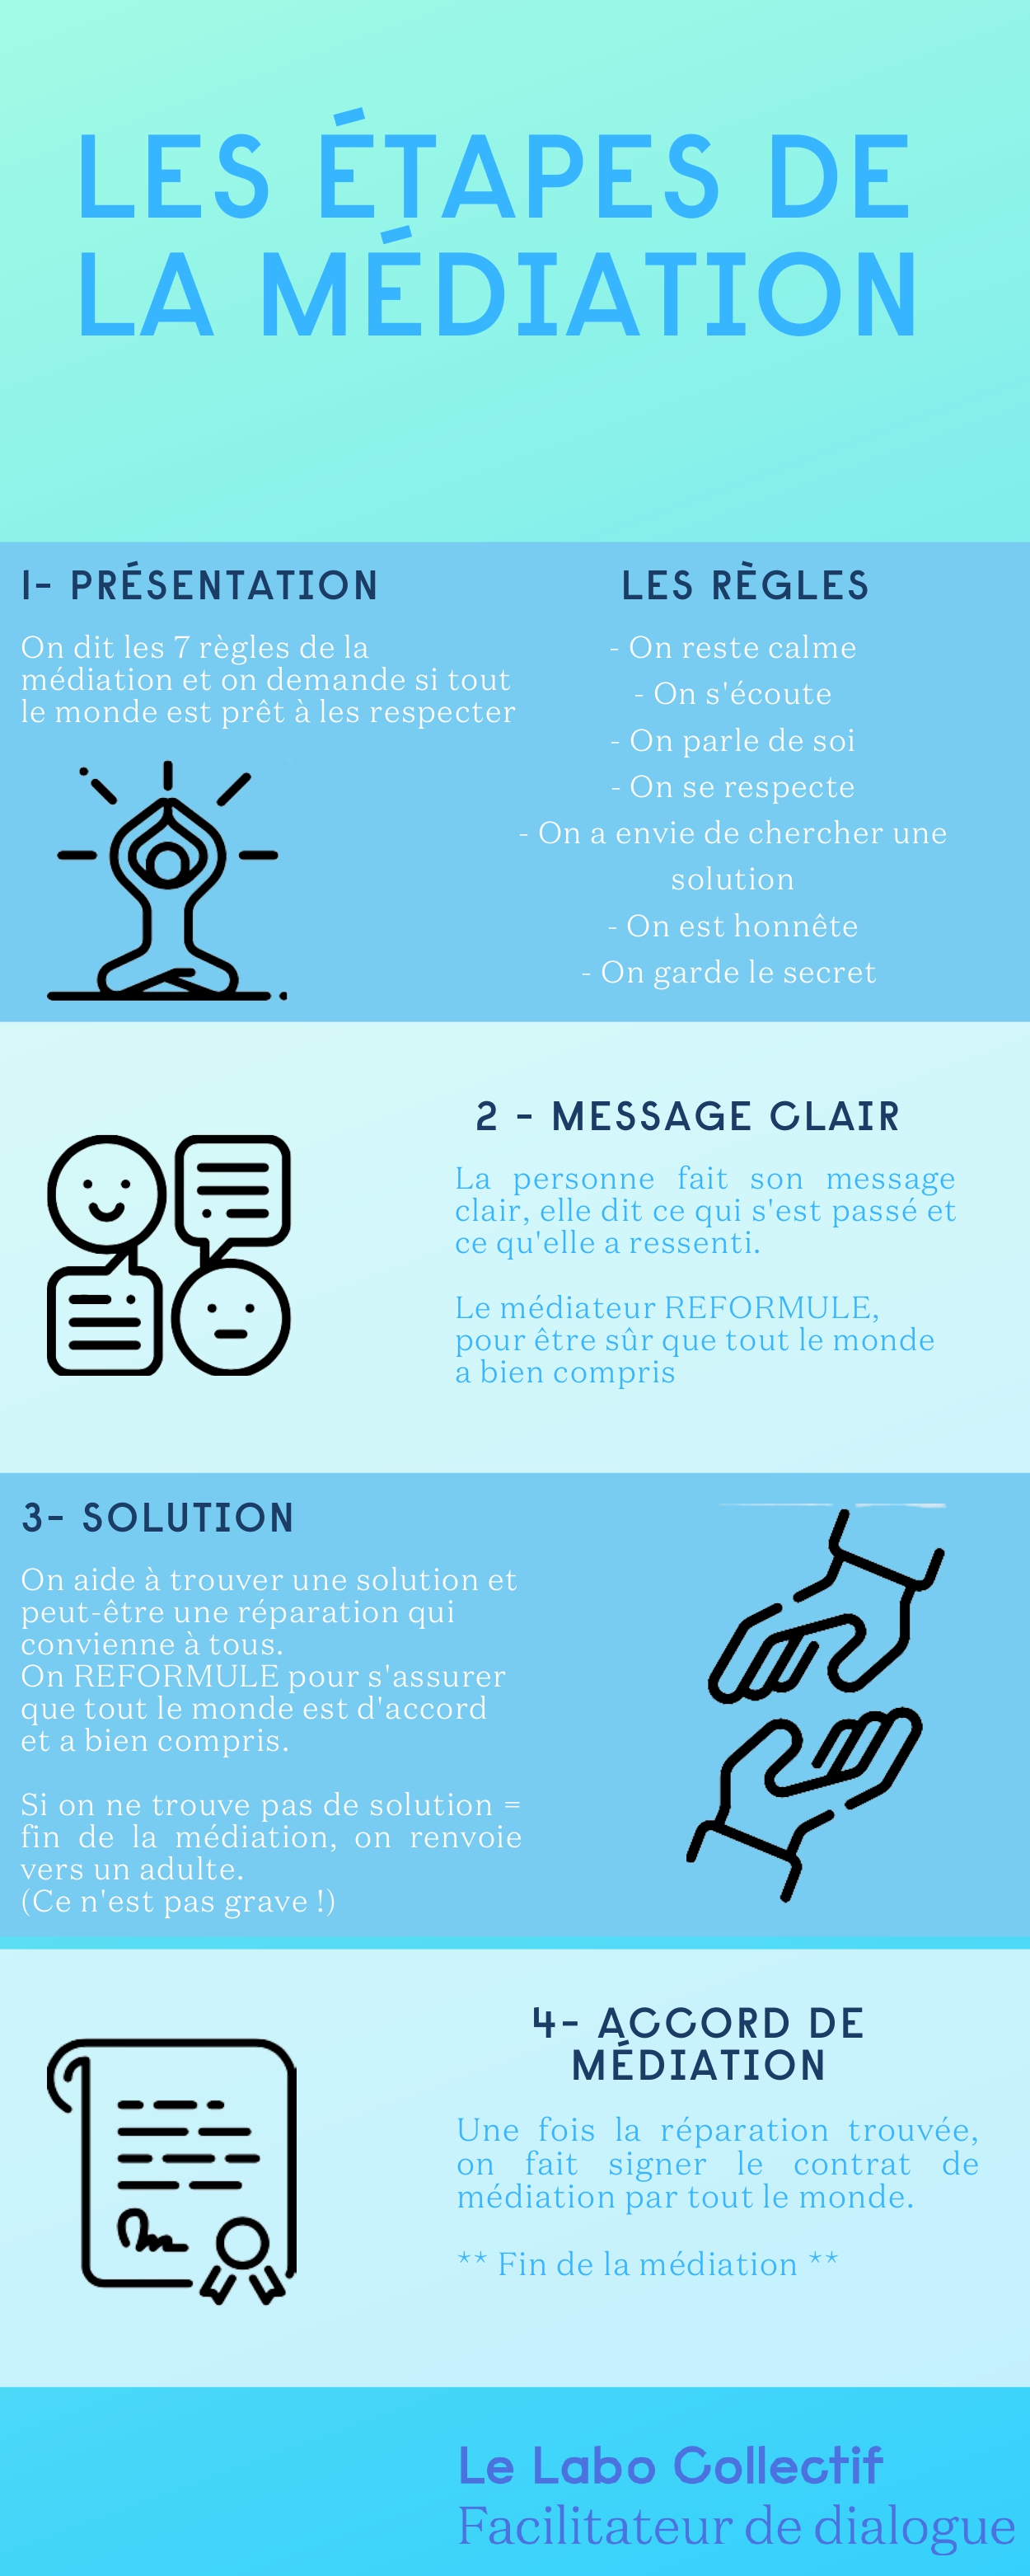 LES ÉTAPES DE
LA MÉDIATION
1- PRÉSENTATION
On dit les 7 règles de la
médiation et on demande si tout
le monde est prêt à les respecter
LES RÈGLES
- On reste calme
- On s'écoute
- On parle de soi
- On se respecte
- On a envie de chercher une
solution
- On est honnête
- On garde le secret
2 - MESSAGE CLAIR
La personne fait son message
clair, elle dit ce qui s'est passé et
ce qu'elle a ressenti.
Le médiateur REFORMULE,
pour être sûr que tout le monde
a bien compris
3- SOLUTION
On aide à trouver une solution et
peut-être une réparation qui
convienne à tous.
On REFORMULE pour s'assurer
que tout le monde est d'accord
et a bien compris.
Si on ne trouve pas de solution =
fin de la médiation, on renvoie
vers un adulte.
(Ce n'est pas grave !)
4- ACCORD DE
MÉDIATION
Une fois la réparation trouvée,
on fait signer le contrat de
médiation par tout le monde.
** Fin de la médiation **
Le Labo Collectif
Facilitateur de dialogue